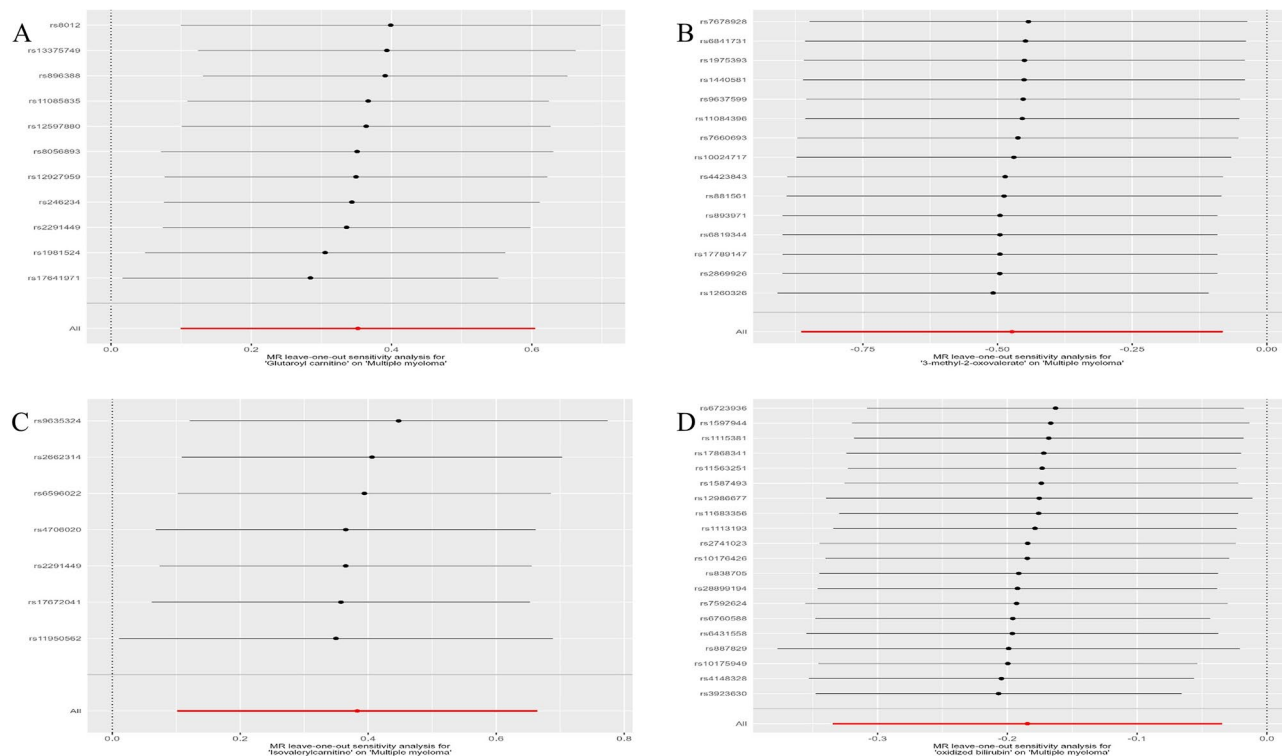 A
rs8012
rs13375749
rs896388
rs11085835
rs12597880
rs8056893
rs12927959
rs246234
rs2291449
rs1981524
rs17641971
All
0.0 0.2 0.4 0.6
MR leave-one-out sensitivity analysis for
'Glutaroyl carnitine' on 'Multiple myeloma'
B
rs7678928
rs6841731
rs1975393
rs1440581
rs9637599
rs11084396
rs7660693
rs10024717
rs4423843
rs881561
rs893971
rs6819344
rs17789147
rs2869926
rs1260326
All
-0.75 -0.50 -0.25 0.00
MR leave-one-out sensitivity analysis for
'3-methyl-2-oxovalerate' on 'Multiple myeloma'
C
rs9635324
rs2662314
rs6596022
rs4706020
rs2291449
rs17672041
rs11950562
All
0.0 0.2 0.4 0.6 0.8
MR leave-one-out sensitivity analysis for
'Isovalerylcarnitine' on 'Multiple myeloma'
D
rs6723936
rs1597944
rs1115381
rs17868341
rs11563251
rs1587493
rs12986677
rs11683356
rs1113193
rs2741023
rs10176426
rs838705
rs28899194
rs7592624
rs6760588
rs6431558
rs887829
rs10175949
rs4148328
rs3923630
All
-0.3 -0.2 -0.1 0.0
MR leave-one-out sensitivity analysis for
'oxidized bilirubin' on 'Multiple myeloma'